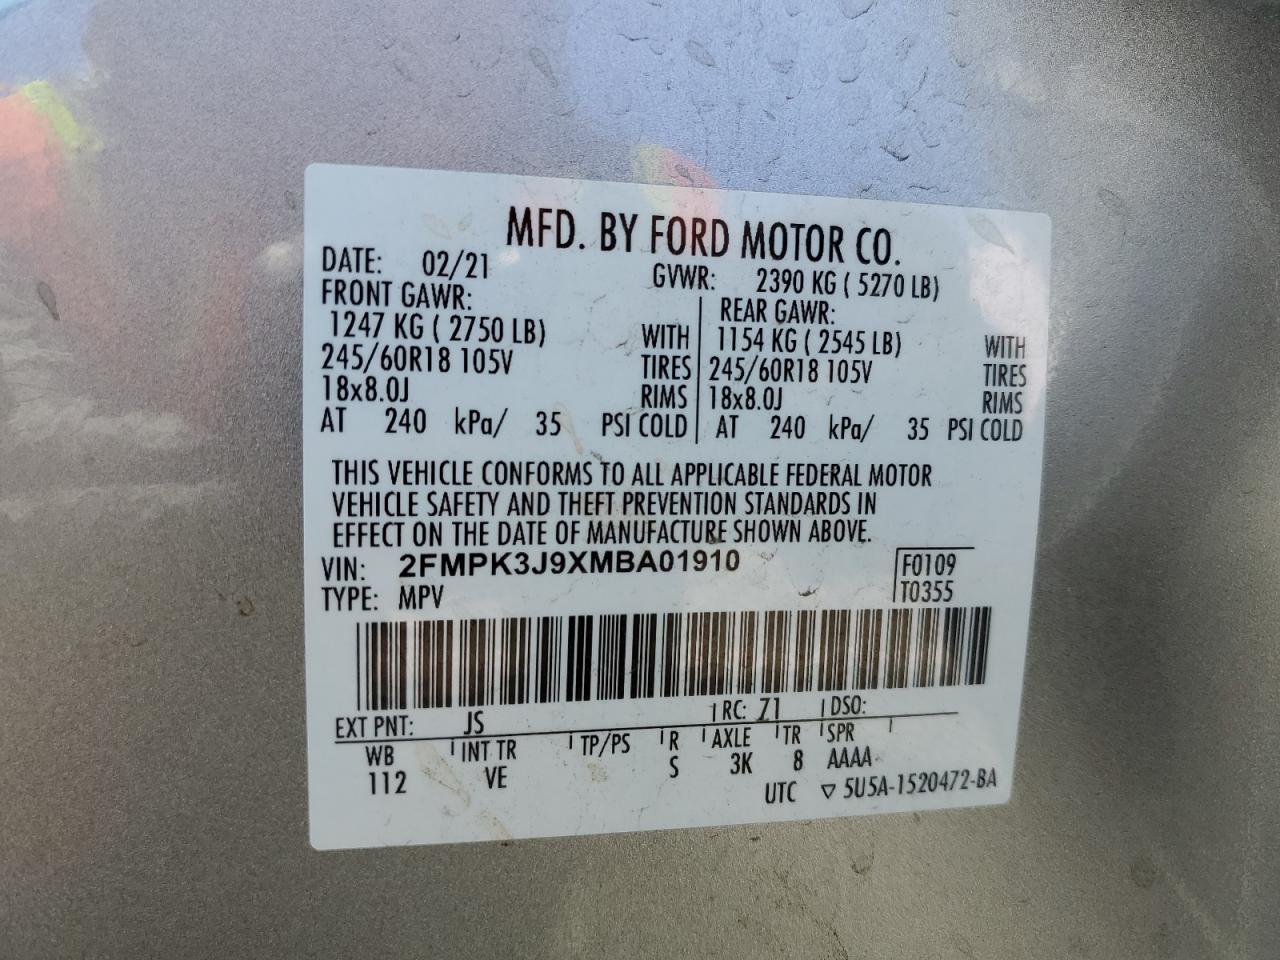 MFD. BY FORD MOTOR CO.
DATE: 02/21 GVWR: 2390 KG ( 5270 LB)
FRONT GAWR: REAR GAWR:
1247 KG ( 2750 LB) WITH 1154 KG ( 2545 LB) WITH
245/60R18 105V TIRES 245/60R18 105V TIRES
18x8.0J RIMS 18x8.0J RIMS
AT 240 kPa/ 35 PSI COLD AT 240 kPa/ 35 PSI COLD
THIS VEHICLE CONFORMS TO ALL APPLICABLE FEDERAL MOTOR
VEHICLE SAFETY AND THEFT PREVENTION STANDARDS IN
EFFECT ON THE DATE OF MANUFACTURE SHOWN ABOVE.
VIN: 2FMPK3J9XMBA01910 F0109
TYPE: MPV T0355
EXT PNT: JS RC: 71 DSO:
WB INT TR TP/PS R AXLE TR SPR
112 VE S 3K 8 AAAA
UTC ▽ 5U5A-1520472-BA